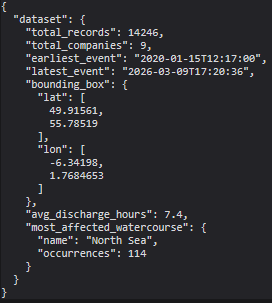 {
  "dataset": {
    "total_records": 14246,
    "total_companies": 9,
    "earliest_event": "2020-01-15T12:17:00",
    "latest_event": "2026-03-09T17:20:36",
    "bounding_box": {
      "lat": [
        49.91561,
        55.78519
      ],
      "lon": [
        -6.34198,
        1.7684653
      ]
    },
    "avg_discharge_hours": 7.4,
    "most_affected_watercourse": {
      "name": "North Sea",
      "occurrences": 114
    }
  }
}